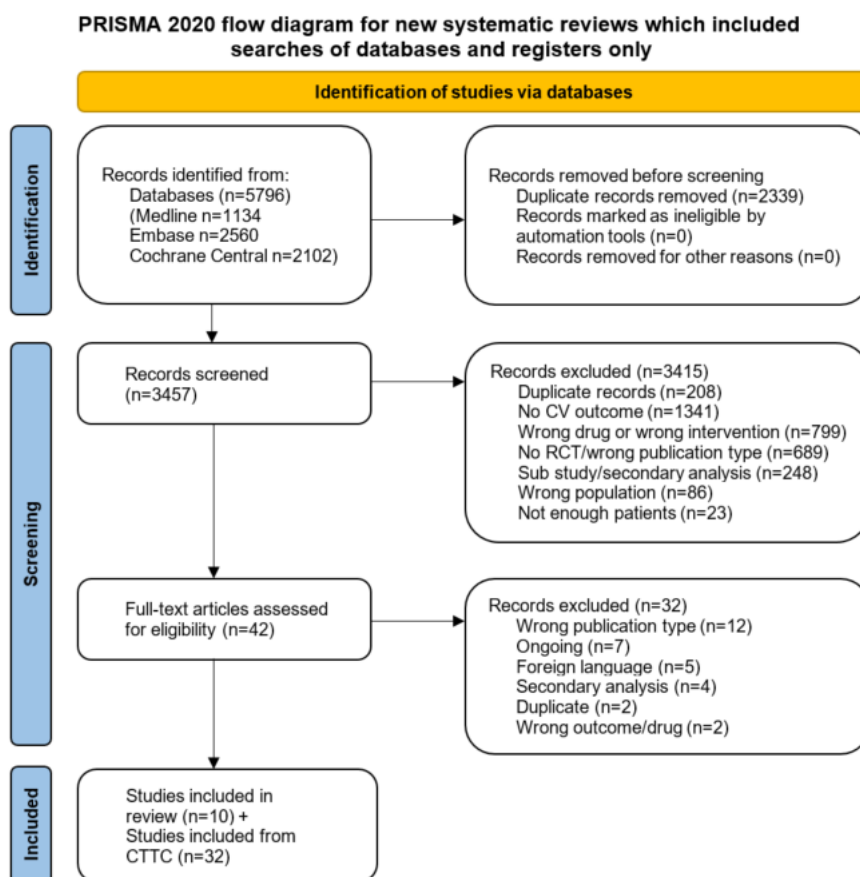 PRISMA 2020 flow diagram for new systematic reviews which included
searches of databases and registers only
Identification of studies via databases
Identification
Records identified from:
Databases (n=5796)
(Medline n=1134
Embase n=2560
Cochrane Central n=2102)
Records removed before screening
Duplicate records removed (n=2339)
Records marked as ineligible by
automation tools (n=0)
Records removed for other reasons (n=0)
Screening
Records screened
(n=3457)
Records excluded (n=3415)
Duplicate records (n=208)
No CV outcome (n=1341)
Wrong drug or wrong intervention (n=799)
No RCT/wrong publication type (n=689)
Sub study/secondary analysis (n=248)
Wrong population (n=86)
Not enough patients (n=23)
Full-text articles assessed
for eligibility (n=42)
Records excluded (n=32)
Wrong publication type (n=12)
Ongoing (n=7)
Foreign language (n=5)
Secondary analysis (n=4)
Duplicate (n=2)
Wrong outcome/drug (n=2)
Included
Studies included in
review (n=10) +
Studies included from
CTTC (n=32)